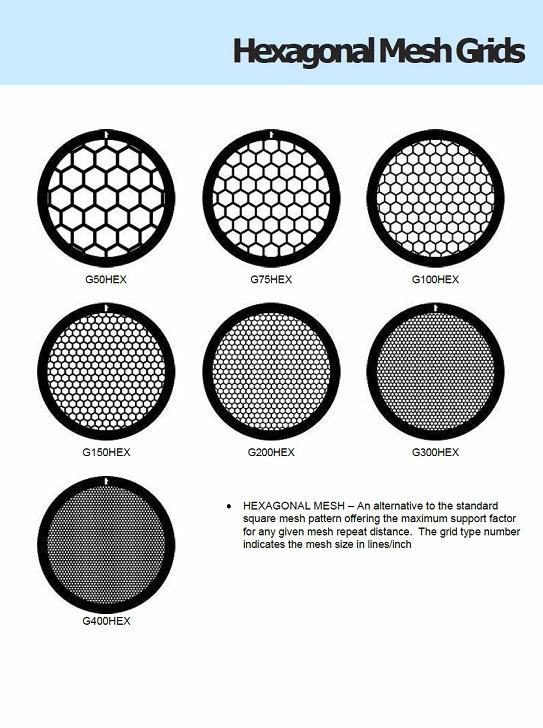 Hexagonal Mesh Grids
G50HEX
G75HEX
G100HEX
G150HEX
G200HEX
G300HEX
G400HEX
• HEXAGONAL MESH – An alternative to the standard
square mesh pattern offering the maximum support factor
for any given mesh repeat distance. The grid type number
indicates the mesh size in lines/inch